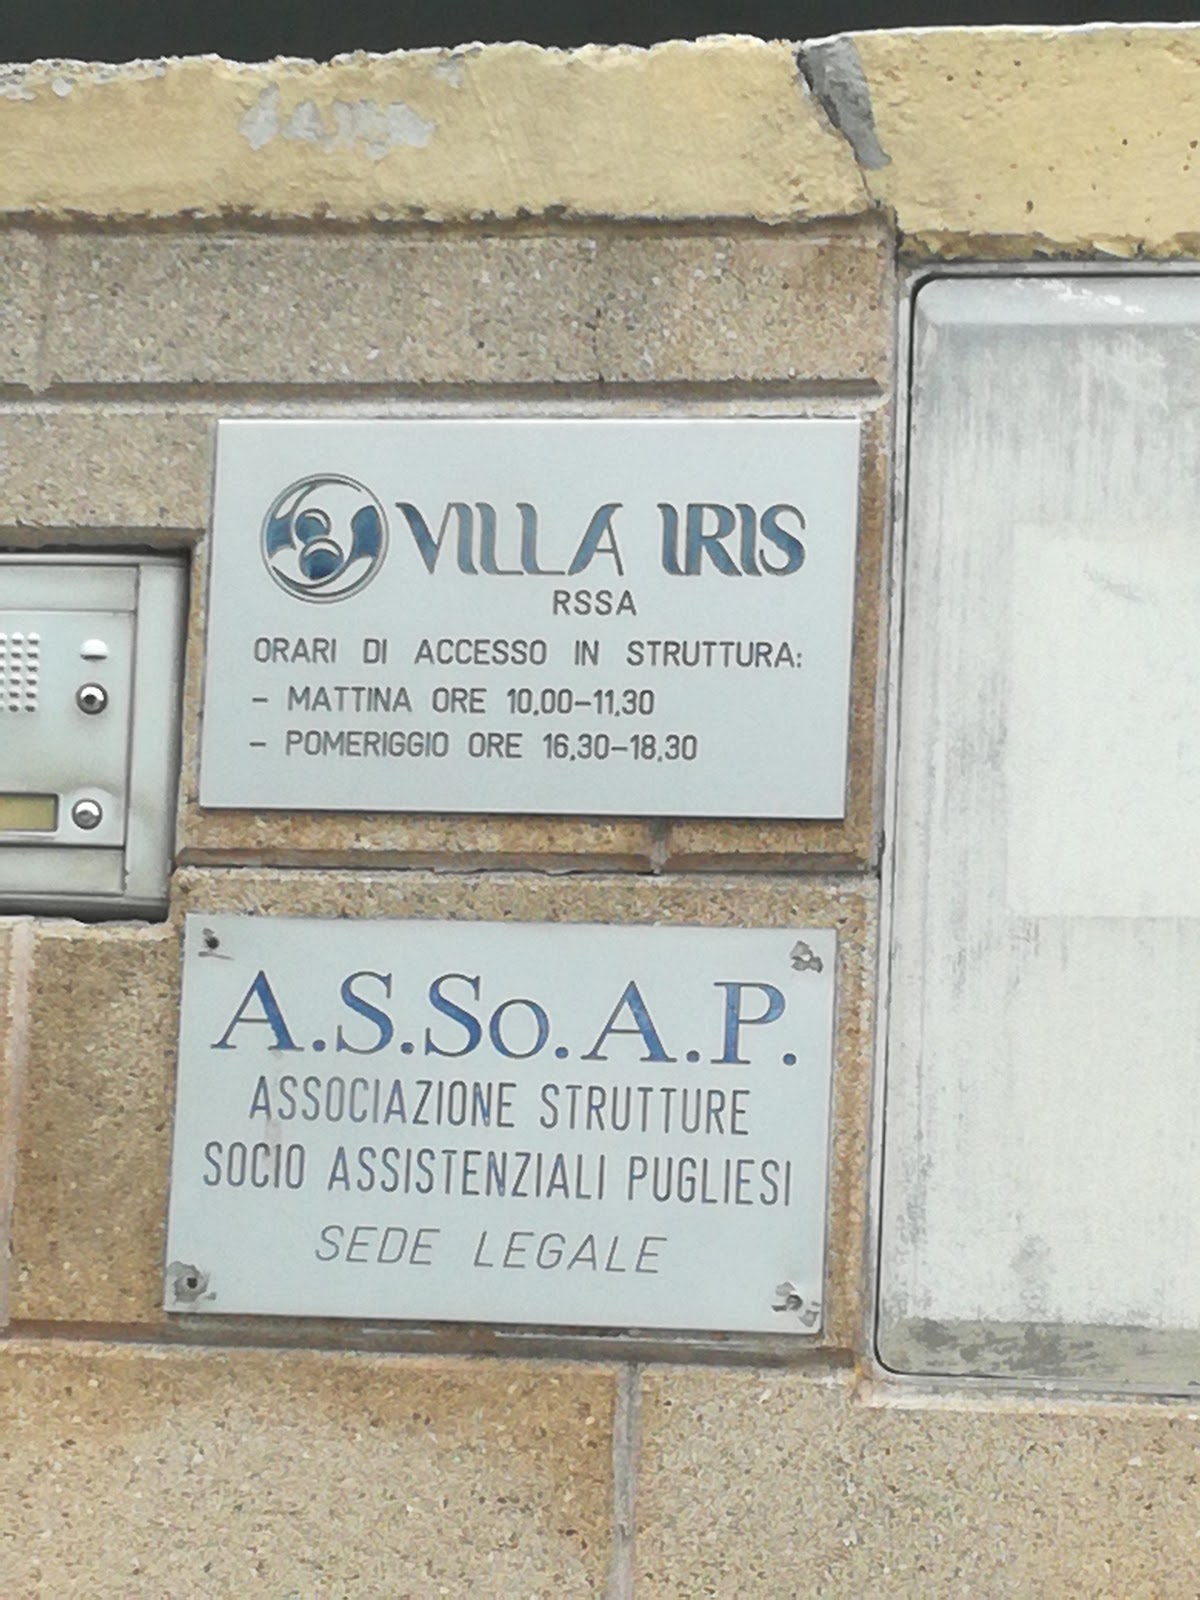 VILLA IRIS
RSSA
ORARI DI ACCESSO IN STRUTTURA:
- MATTINA ORE 10,00-11,30
- POMERIGGIO ORE 16,30-18,30
A.S.So.A.P.
ASSOCIAZIONE STRUTTURE
SOCIO ASSISTENZIALI PUGLIESI
SEDE LEGALE